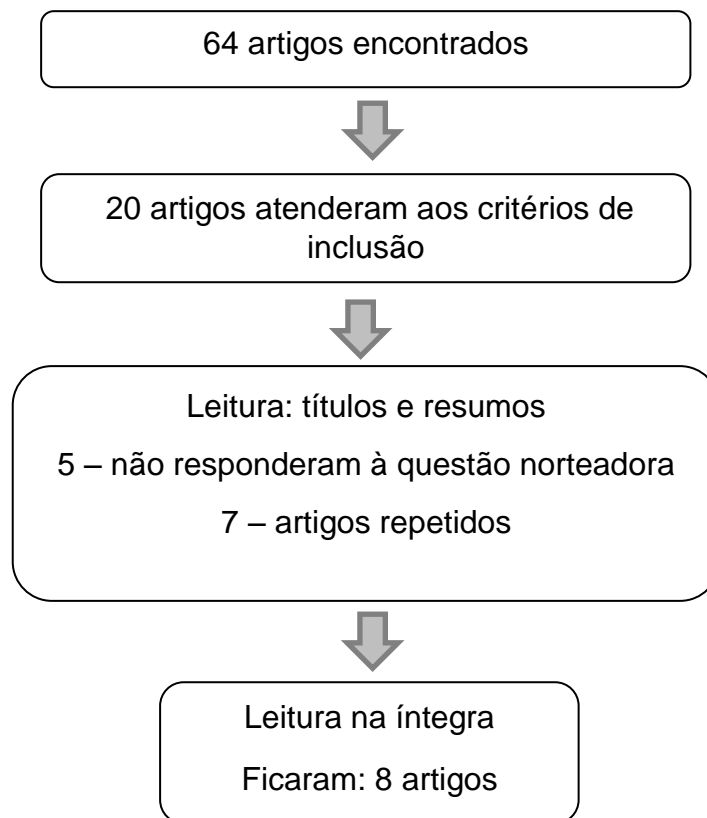 64 artigos encontrados
20 artigos atenderam aos critérios de
inclusão
Leitura: títulos e resumos
5 – não responderam à questão norteadora
7 – artigos repetidos
Leitura na íntegra
Ficaram: 8 artigos